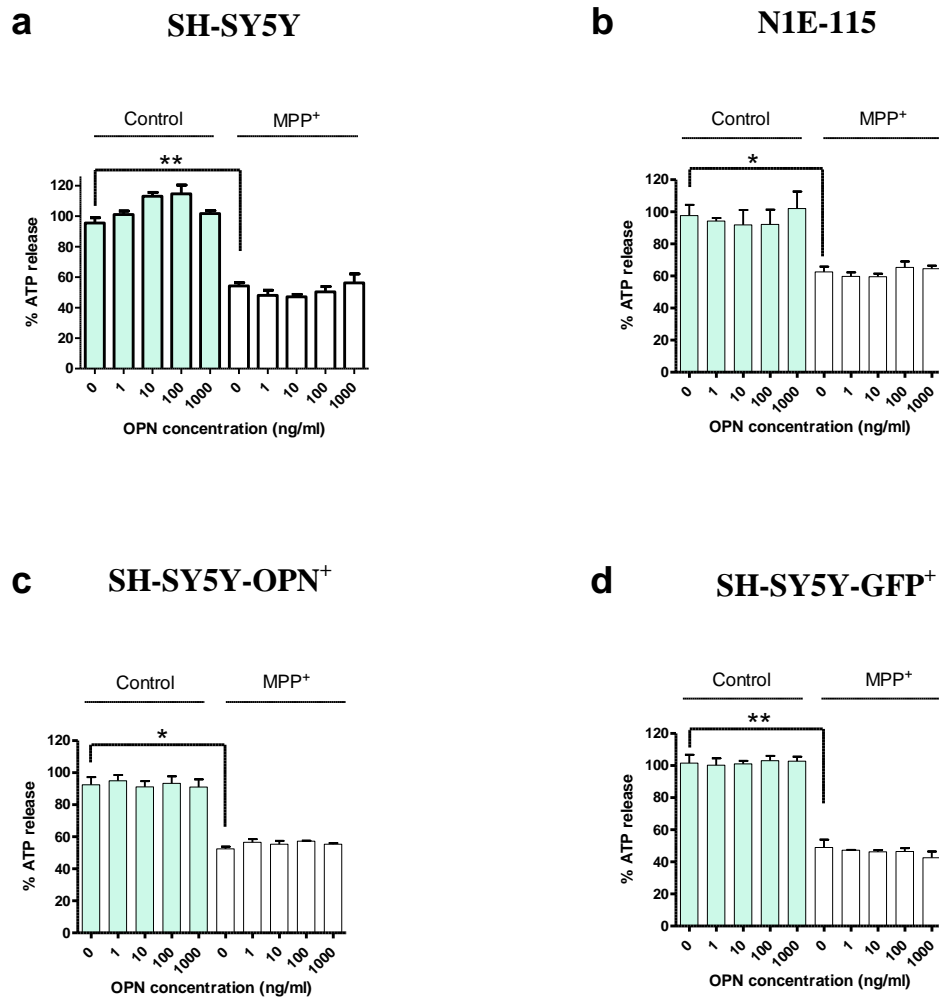 a SH-SY5Y
Control MPP⁺
**
% ATP release
120
100
80
60
40
20
0
0 1 10 100 1000 0 1 10 100 1000
OPN concentration (ng/ml)
b N1E-115
Control MPP⁺
*
% ATP release
120
100
80
60
40
20
0
0 1 10 100 1000 0 1 10 100 1000
OPN concentration (ng/ml)
c SH-SY5Y-OPN⁺
Control MPP⁺
*
% ATP release
120
100
80
60
40
20
0
0 1 10 100 1000 0 1 10 100 1000
OPN concentration (ng/ml)
d SH-SY5Y-GFP⁺
Control MPP⁺
**
% ATP release
120
100
80
60
40
20
0
0 1 10 100 1000 0 1 10 100 1000
OPN concentration (ng/ml)